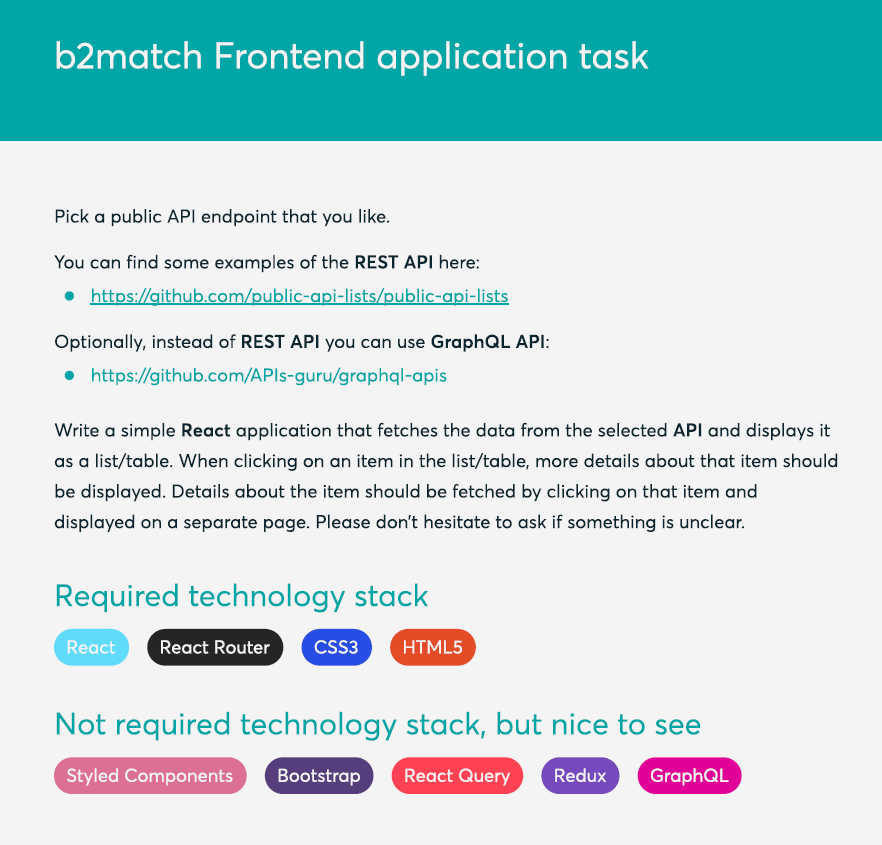 b2match Frontend application task
Pick a public API endpoint that you like.
You can find some examples of the REST API here:
https://github.com/public-api-lists/public-api-lists
Optionally, instead of REST API you can use GraphQL API:
https://github.com/APIs-guru/graphql-apis
Write a simple React application that fetches the data from the selected API and displays it
as a list/table. When clicking on an item in the list/table, more details about that item should
be displayed. Details about the item should be fetched by clicking on that item and
displayed on a separate page. Please don't hesitate to ask if something is unclear.
Required technology stack
React React Router CSS3 HTML5
Not required technology stack, but nice to see
Styled Components Bootstrap React Query Redux GraphQL